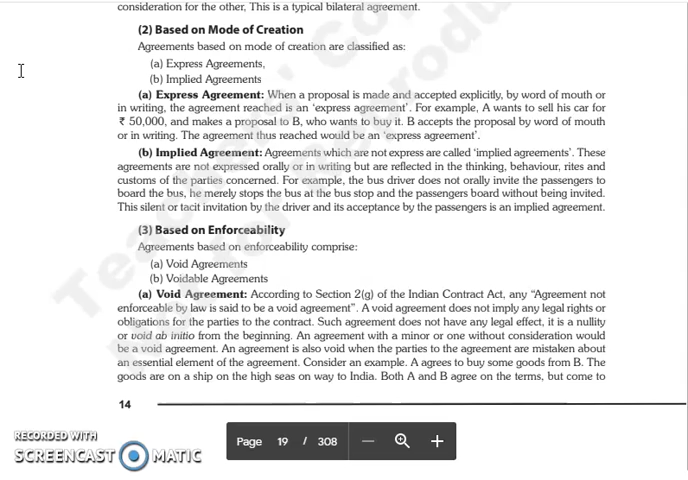 consideration for the other. This is a typical bilateral agreement.
(2) Based on Mode of Creation
Agreements based on mode of creation are classified as:
(a) Express Agreements,
(b) Implied Agreements
(a) Express Agreement: When a proposal is made and accepted explicitly, by word of mouth or
in writing, the agreement reached is an ‘express agreement’. For example, A wants to sell his car for
₹ 50,000, and makes a proposal to B, who wants to buy it. B accepts the proposal by word of mouth
or in writing. The agreement thus reached would be an ‘express agreement’.
(b) Implied Agreement: Agreements which are not express are called ‘implied agreements’. These
agreements are not expressed orally or in writing but are reflected in the thinking, behaviour, rites and
customs of the parties concerned. For example, the bus driver does not orally invite the passengers to
board the bus, he merely stops the bus at the bus stop and the passengers board without being invited.
This silent or tacit invitation by the driver and its acceptance by the passengers is an implied agreement.
(3) Based on Enforceability
Agreements based on enforceability comprise:
(a) Void Agreements
(b) Voidable Agreements
(a) Void Agreement: According to Section 2(g) of the Indian Contract Act, any “Agreement not
enforceable by law is said to be a void agreement”. A void agreement does not imply any legal rights or
obligations for the parties to the contract. Such agreement does not have any legal effect, it is a nullity
or void ab initio from the beginning. An agreement with a minor or one without consideration would
be a void agreement. An agreement is also void when the parties to the agreement are mistaken about
an essential element of the agreement. Consider an example. A agrees to buy some goods from B. The
goods are on a ship on the high seas on way to India. Both A and B agree on the terms, but come to
14
Page 19 / 308
RECORDED WITH
SCREENCAST MATIC